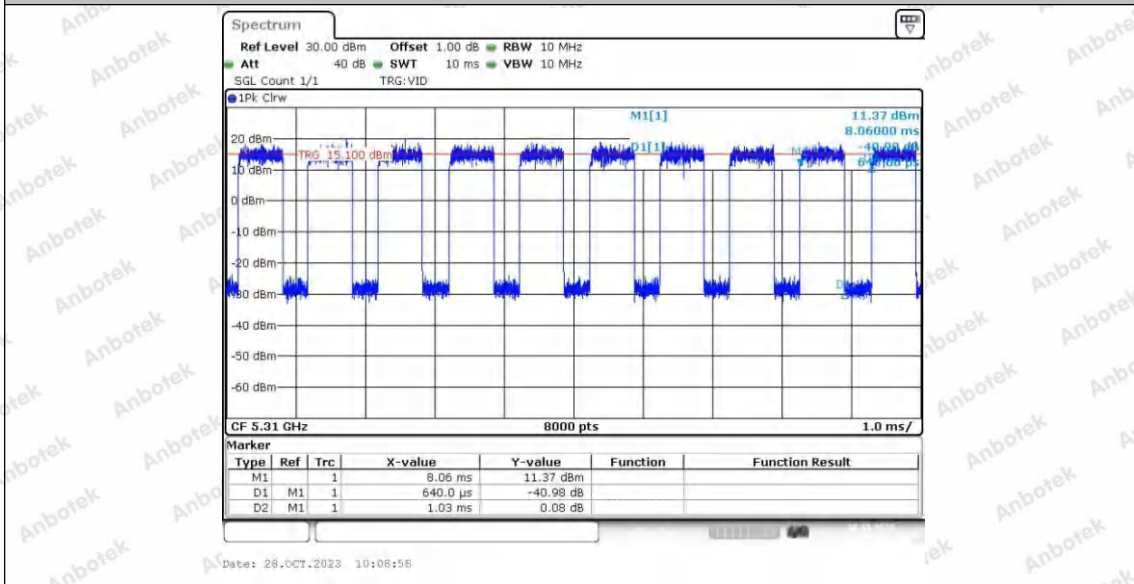 Spectrum
Ref Level 30.00 dBm Offset 1.00 dB RBW 10 MHz
Att 40 dB SWT 10 ms VBW 10 MHz
SGL Count 1/1 TRG:VID
1Pk Clrw
M1[1] 11.37 dBm
8.06000 ms
D1[1] -40.98 dB
20 dBm
TRG 15.100 dBm
10 dBm
0 dBm
-10 dBm
-20 dBm
-30 dBm
-40 dBm
-50 dBm
-60 dBm
CF 5.31 GHz 8000 pts 1.0 ms/
Marker
Type Ref Trc X-value Y-value Function Function Result
M1 1 8.06 ms 11.37 dBm
D1 M1 1 640.0 µs -40.98 dB
D2 M1 1 1.03 ms 0.08 dB
Date: 28.OCT.2023 10:08:58
Anbotek